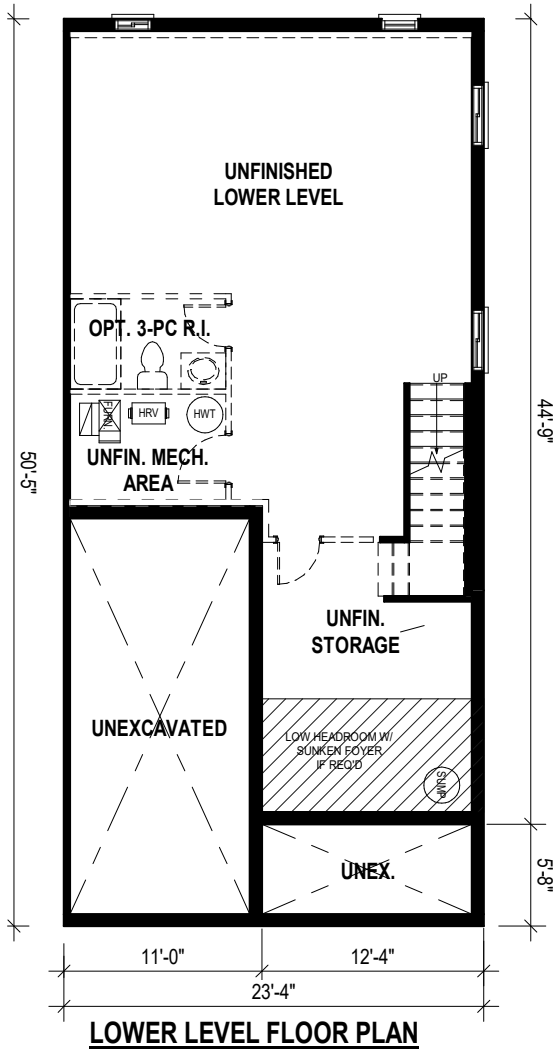 UNFINISHED
LOWER LEVEL
OPT. 3-PC R.I.
FURN.
HRV
HWT
UNFIN. MECH.
AREA
UP
50'-5"
44'-9"
UNFIN.
STORAGE
UNEXCAVATED
LOW HEADROOM W/
SUNKEN FOYER
IF REQ'D
SUMP
UNEX.
5'-8"
11'-0"
12'-4"
23'-4"
LOWER LEVEL FLOOR PLAN